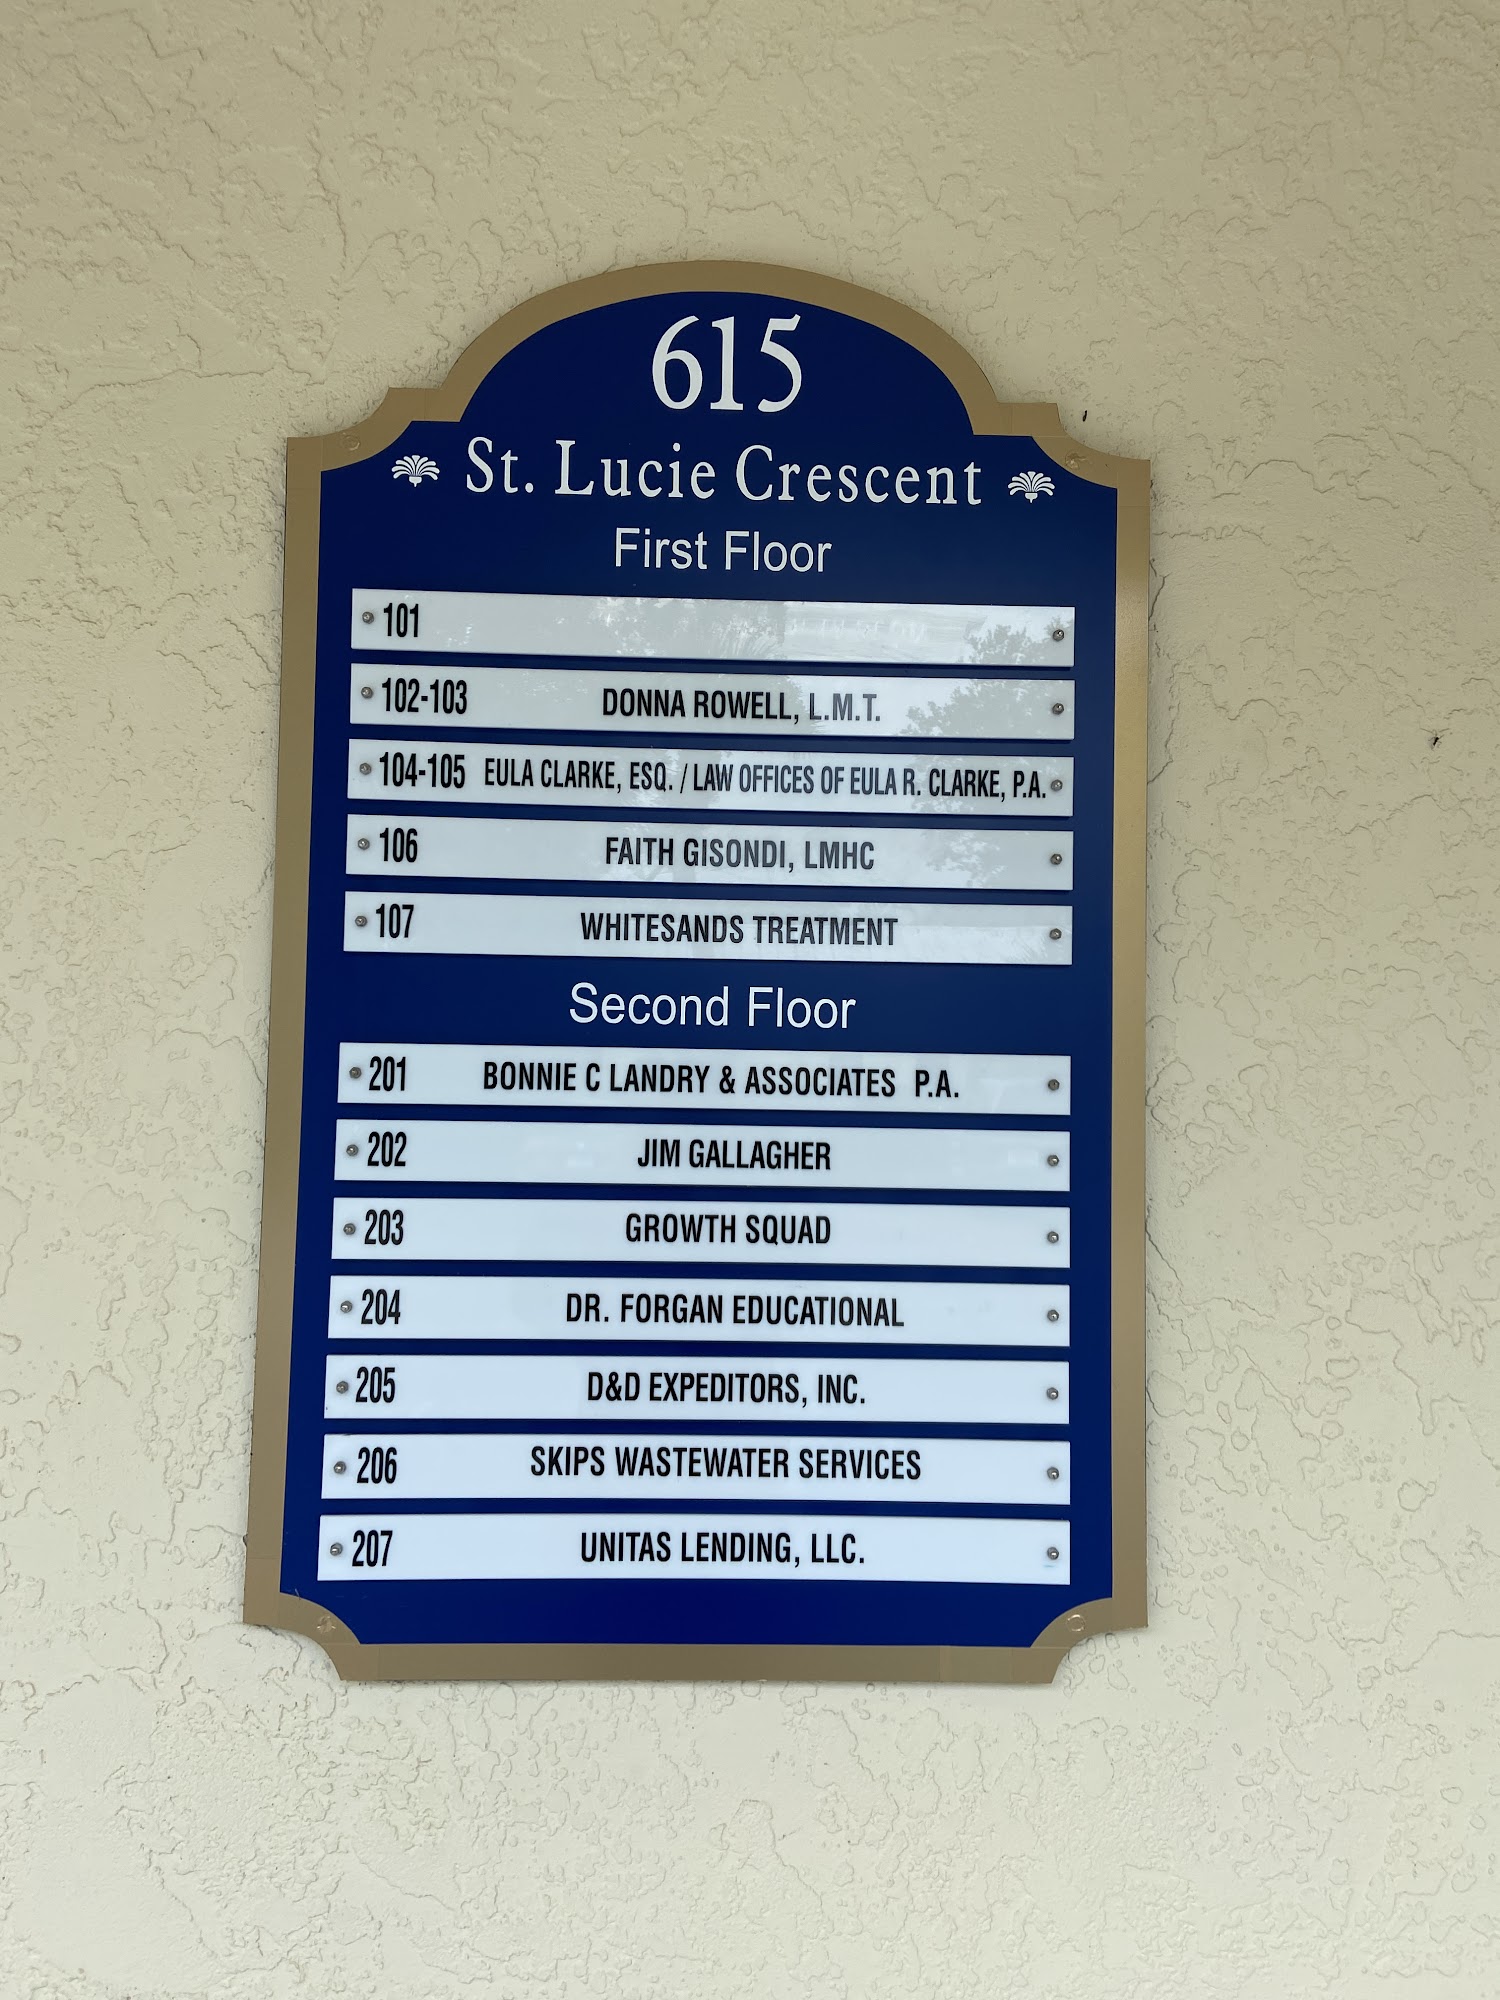 615
St. Lucie Crescent
First Floor
101
102-103 DONNA ROWELL, L.M.T.
104-105 EULA CLARKE, ESQ. / LAW OFFICES OF EULA R. CLARKE, P.A.
106 FAITH GISONDI, LMHC
107 WHITESANDS TREATMENT
Second Floor
201 BONNIE C LANDRY & ASSOCIATES P.A.
202 JIM GALLAGHER
203 GROWTH SQUAD
204 DR. FORGAN EDUCATIONAL
205 D&D EXPEDITORS, INC.
206 SKIPS WASTEWATER SERVICES
207 UNITAS LENDING, LLC.